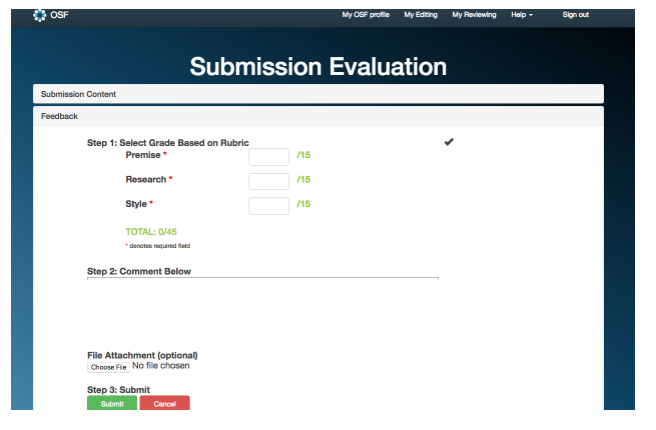 OSF My OSF profile My Editing My Reviewing Help Sign out
Submission Evaluation
Submission Content
Feedback
Step 1: Select Grade Based on Rubric
Premise * /15
Research * /15
Style * /15
TOTAL: 0/45
* denotes required field
Step 2: Comment Below
File Attachment (optional)
Choose File No file chosen
Step 3: Submit
Submit Cancel